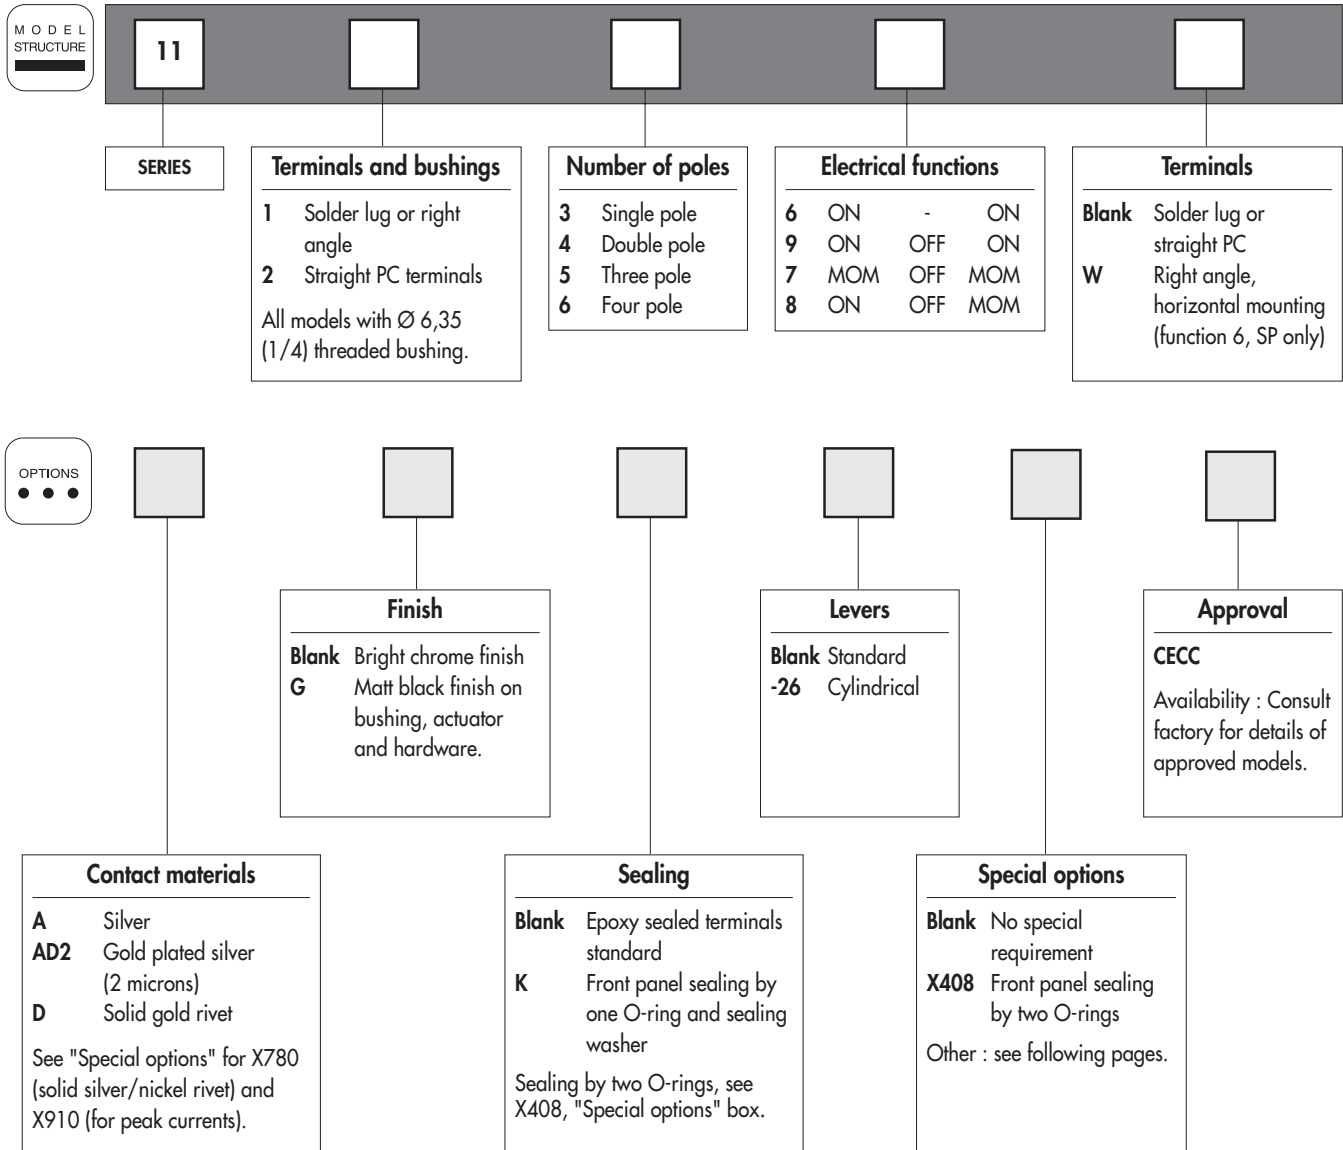 MODEL
STRUCTURE
11
SERIES
Terminals and bushings
1 Solder lug or right
angle
2 Straight PC terminals
All models with Ø 6,35
(1/4) threaded bushing.
Number of poles
3 Single pole
4 Double pole
5 Three pole
6 Four pole
Electrical functions
6 ON - ON
9 ON OFF ON
7 MOM OFF MOM
8 ON OFF MOM
Terminals
Blank Solder lug or
straight PC
W Right angle,
horizontal mounting
(function 6, SP only)
OPTIONS
Finish
Blank Bright chrome finish
G Matt black finish on
bushing, actuator
and hardware.
Levers
Blank Standard
-26 Cylindrical
Approval
CECC
Availability : Consult
factory for details of
approved models.
Contact materials
A Silver
AD2 Gold plated silver
(2 microns)
D Solid gold rivet
See "Special options" for X780
(solid silver/nickel rivet) and
X910 (for peak currents).
Sealing
Blank Epoxy sealed terminals
standard
K Front panel sealing by
one O-ring and sealing
washer
Sealing by two O-rings, see
X408, "Special options" box.
Special options
Blank No special
requirement
X408 Front panel sealing
by two O-rings
Other : see following pages.